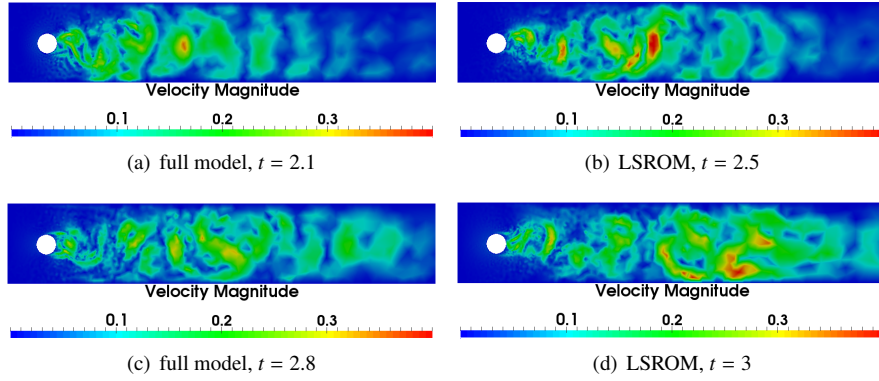 Velocity Magnitude
0.1 0.2 0.3
(a) full model, t = 2.1
Velocity Magnitude
0.1 0.2 0.3
(b) LSROM, t = 2.5
Velocity Magnitude
0.1 0.2 0.3
(c) full model, t = 2.8
Velocity Magnitude
0.1 0.2 0.3
(d) LSROM, t = 3